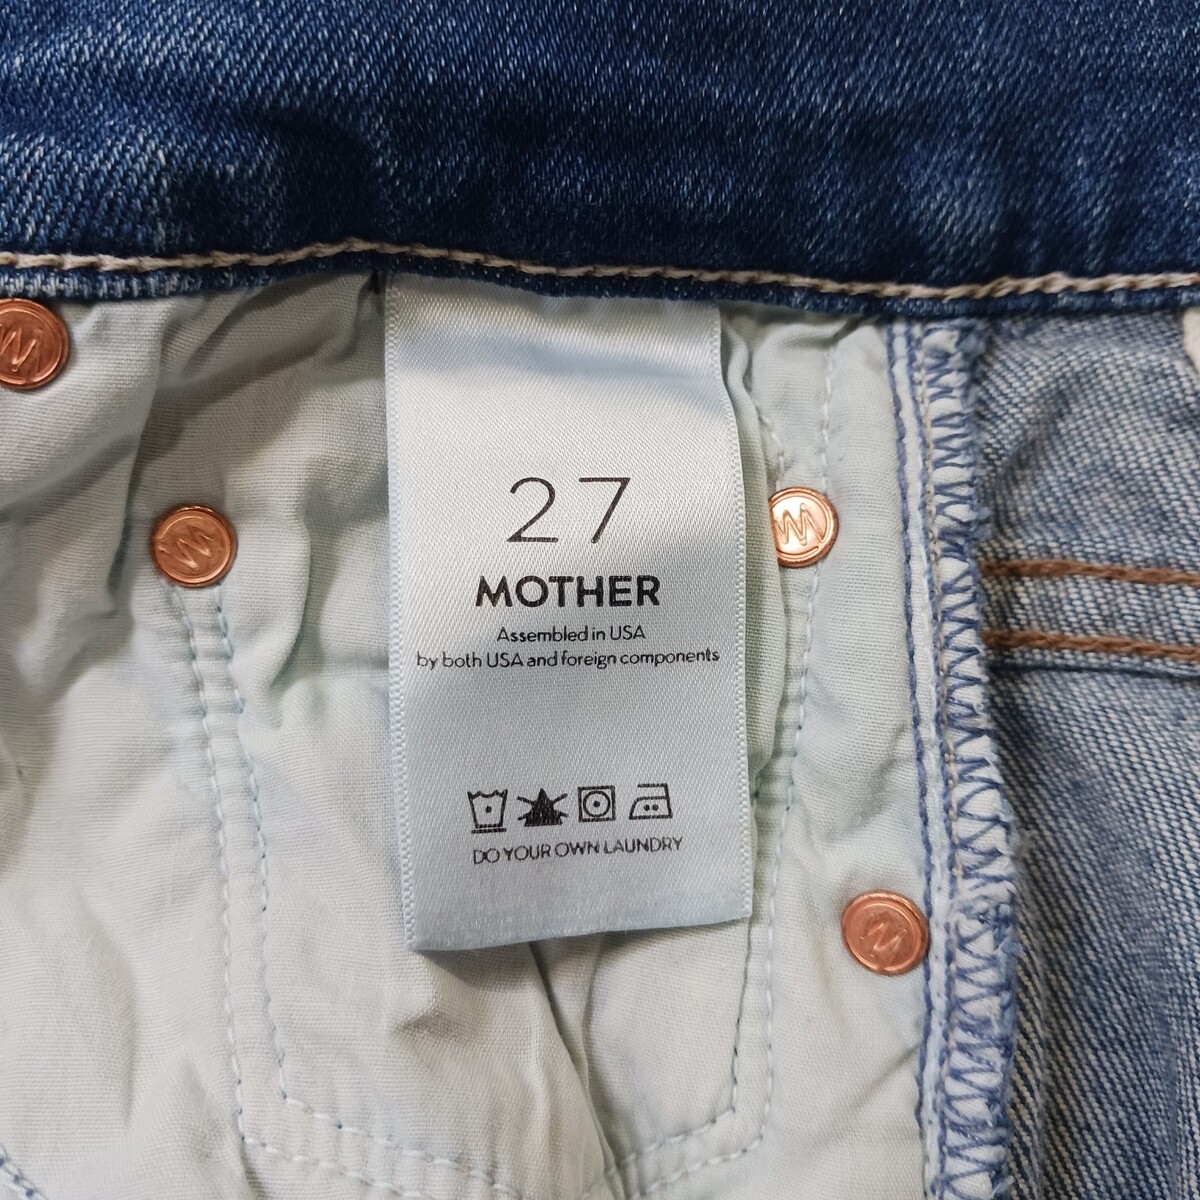 27
MOTHER
Assembled in USA
by both USA and foreign components
DO YOUR OWN LAUNDRY